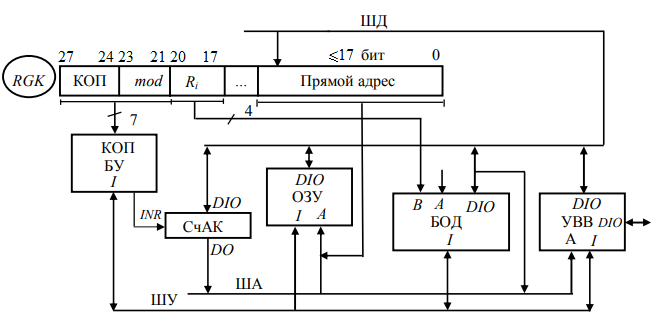 ШД
27 24 23 21 20 17 ⩽17 бит 0
RGK КОП mod Ri ... Прямой адрес
7 4
КОП
БУ
I
INR
DIO
СчАК
DO
DIO
ОЗУ
I A
B A DIO
БОД
I
DIO
УВВ DIO
A I
ША
ШУ